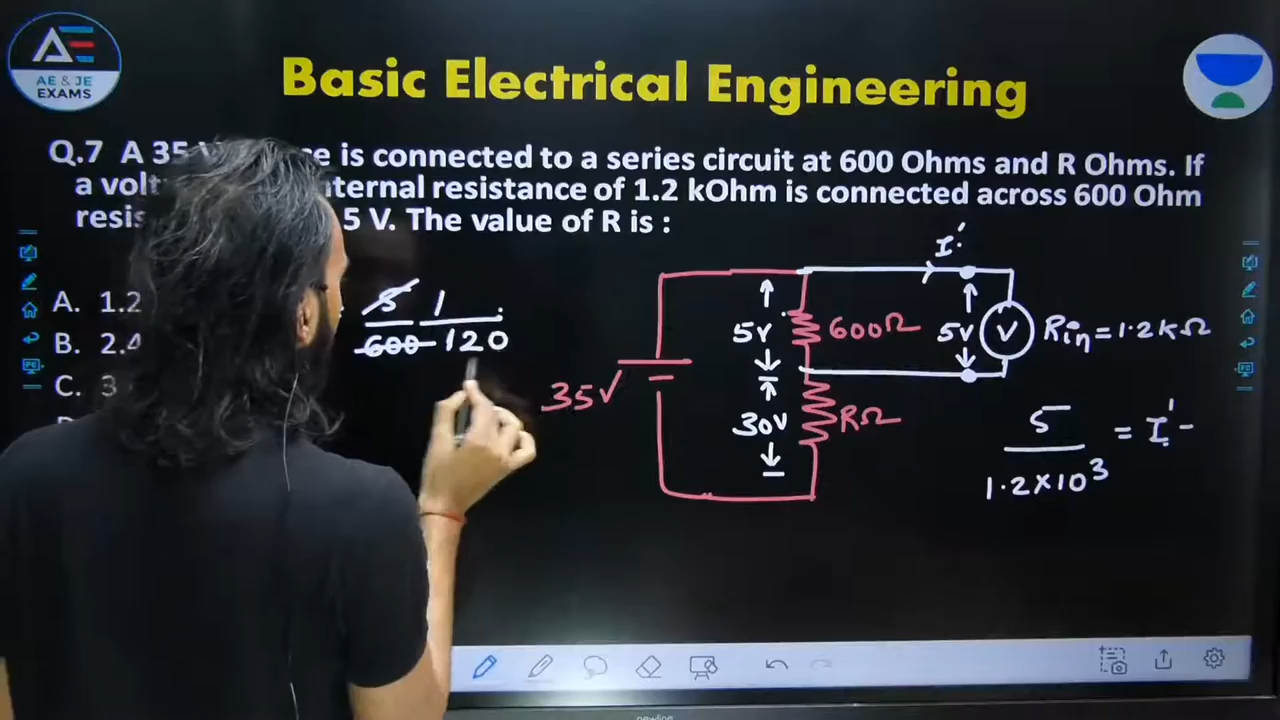 AE
AE & JE
EXAMS
Basic Electrical Engineering
Q.7 A 35 is connected to a series circuit at 600 Ohms and R Ohms. If
a internal resistance of 1.2 kOhm is connected across 600 Ohm
5 V. The value of R is :
A. 1.2
B. 2.4
C. 3
5 1
600 120
35V
5V
30V
600Ω
RΩ
I'
5V
V
Rin = 1.2 kΩ
5
1.2×10³
= I' -
newline